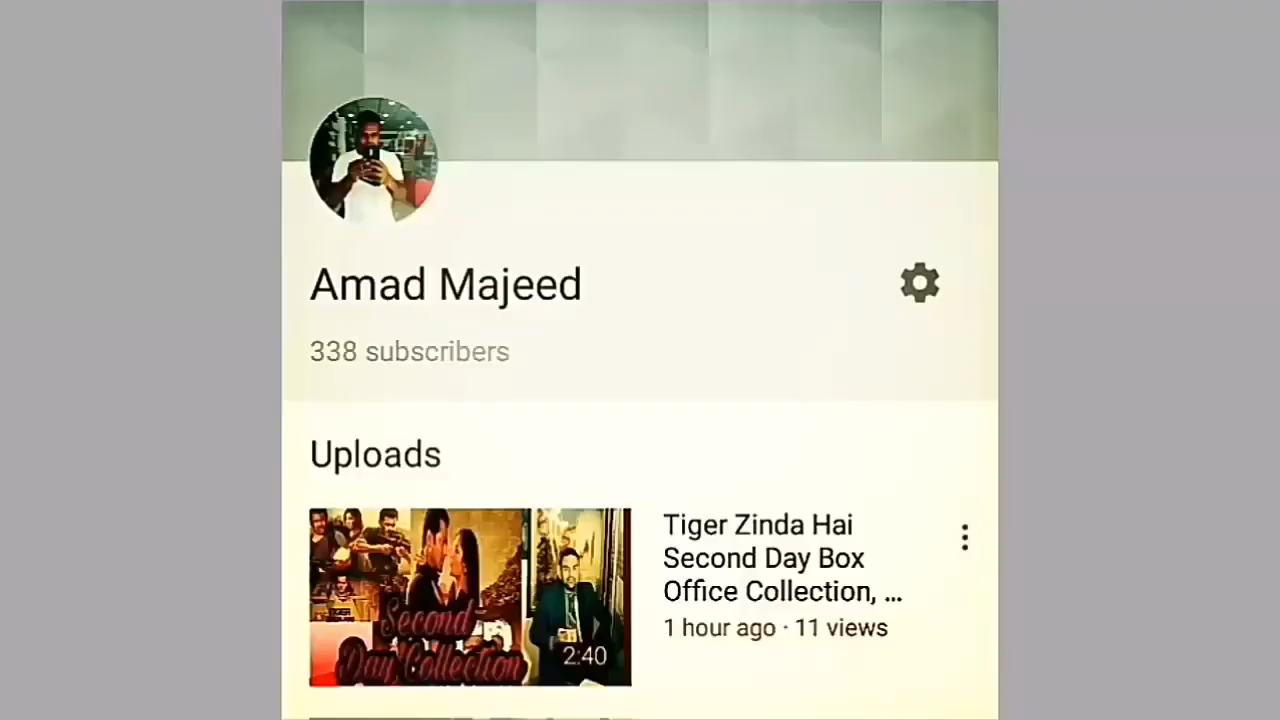 Amad Majeed
338 subscribers
Uploads
Second
Day Collection
2:40
Tiger Zinda Hai
Second Day Box
Office Collection, ...
1 hour ago · 11 views